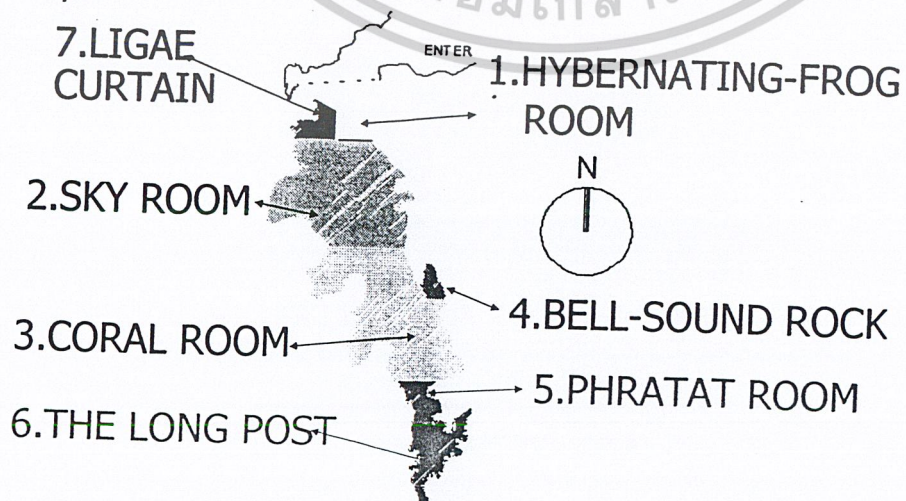 7.LIGAE
CURTAIN
ENTER
1.HYBERNATING-FROG
ROOM
N
2.SKY ROOM
4.BELL-SOUND ROCK
3.CORAL ROOM
5.PHRATAT ROOM
6.THE LONG POST